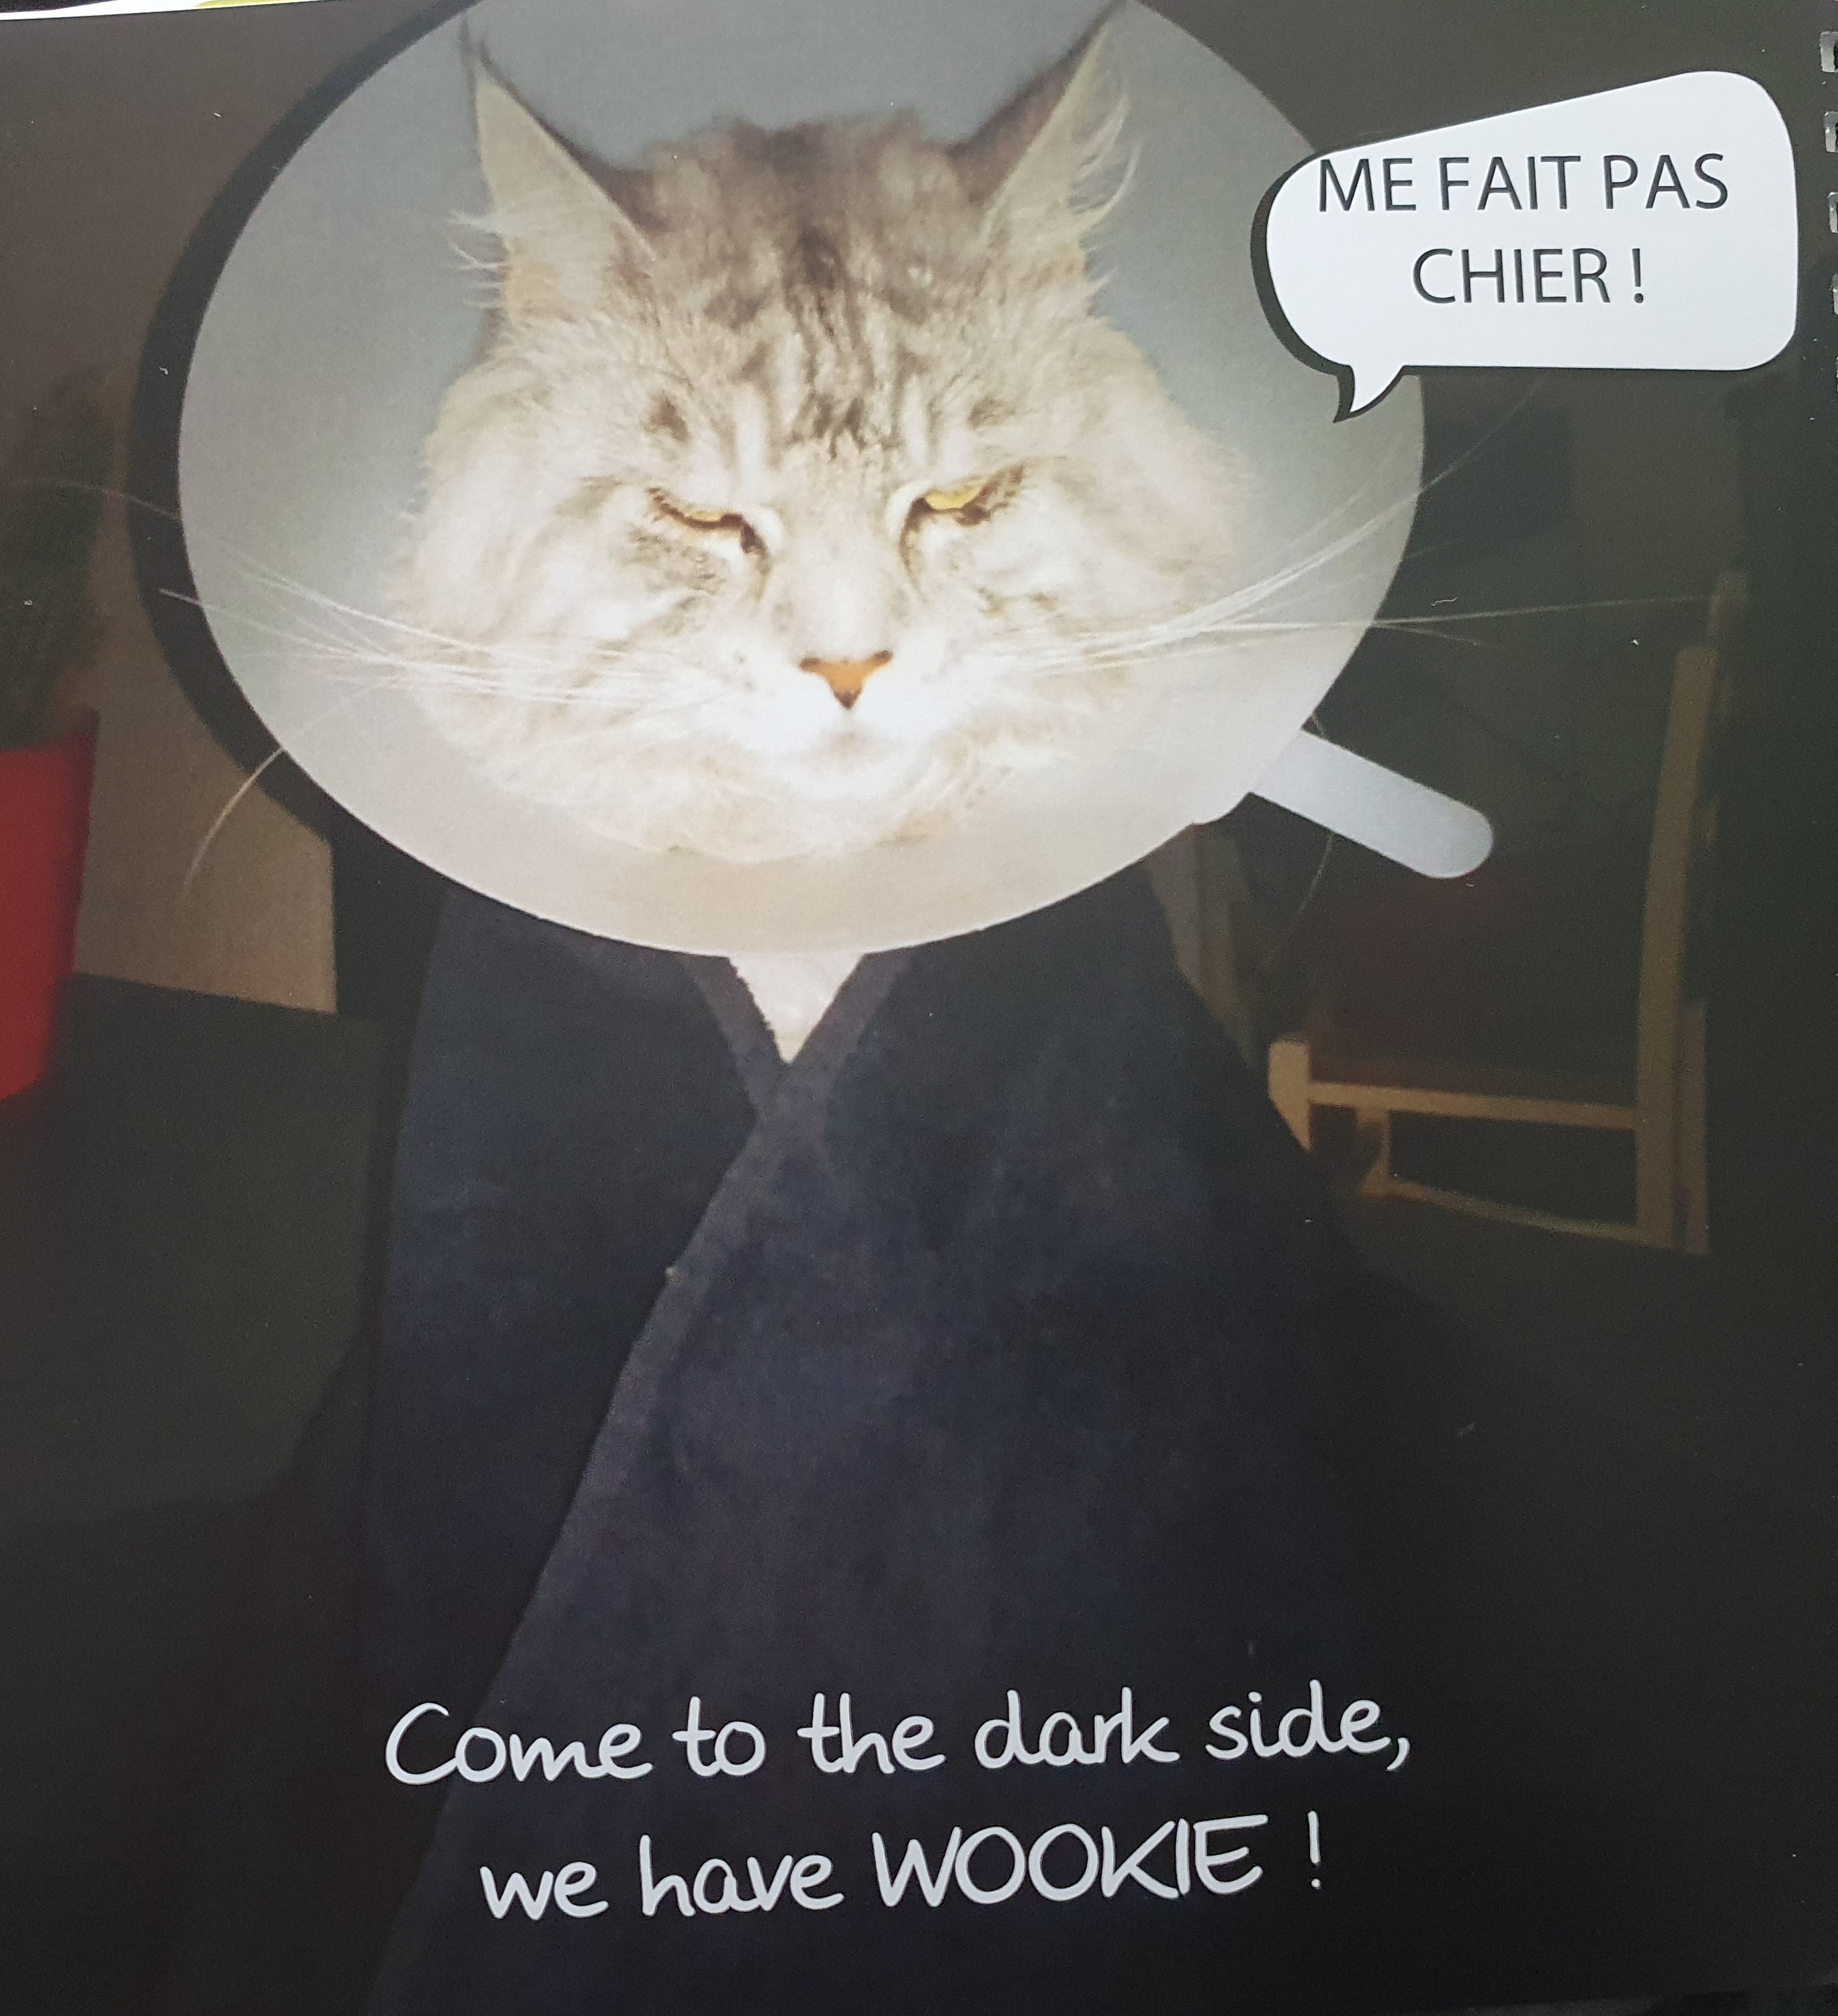 ME FAIT PAS
CHIER !
Come to the dark side,
we have WOOKIE !